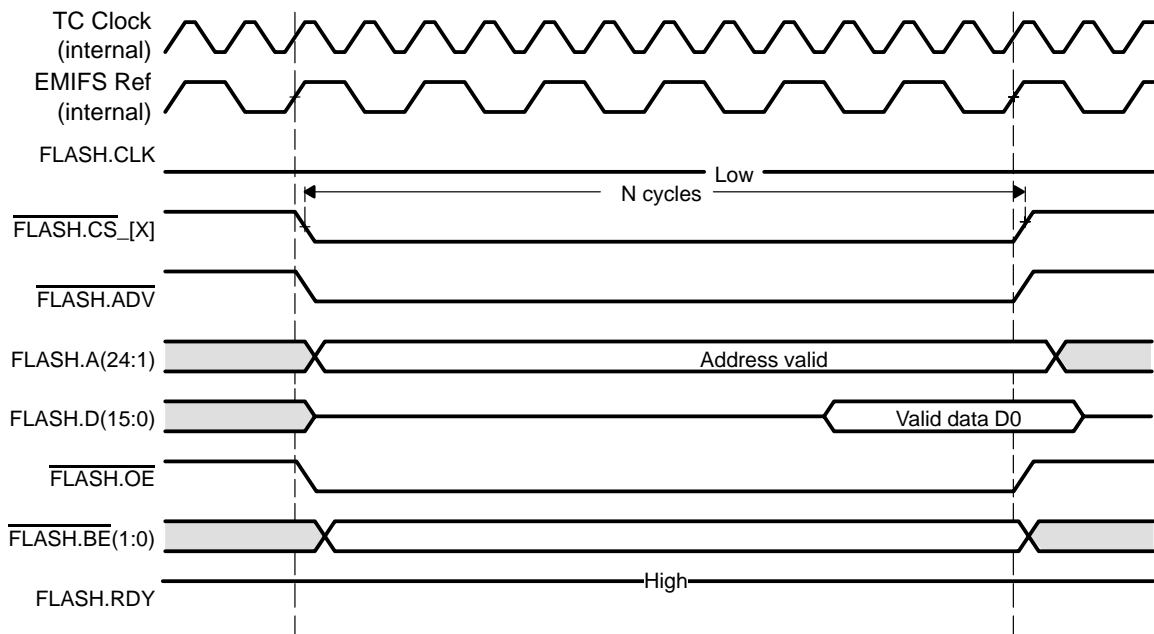 TC Clock
(internal)
EMIFS Ref
(internal)
FLASH.CLK
Low
N cycles
FLASH.CS_[X]
FLASH.ADV
FLASH.A(24:1)
Address valid
FLASH.D(15:0)
Valid data D0
FLASH.OE
FLASH.BE(1:0)
High
FLASH.RDY